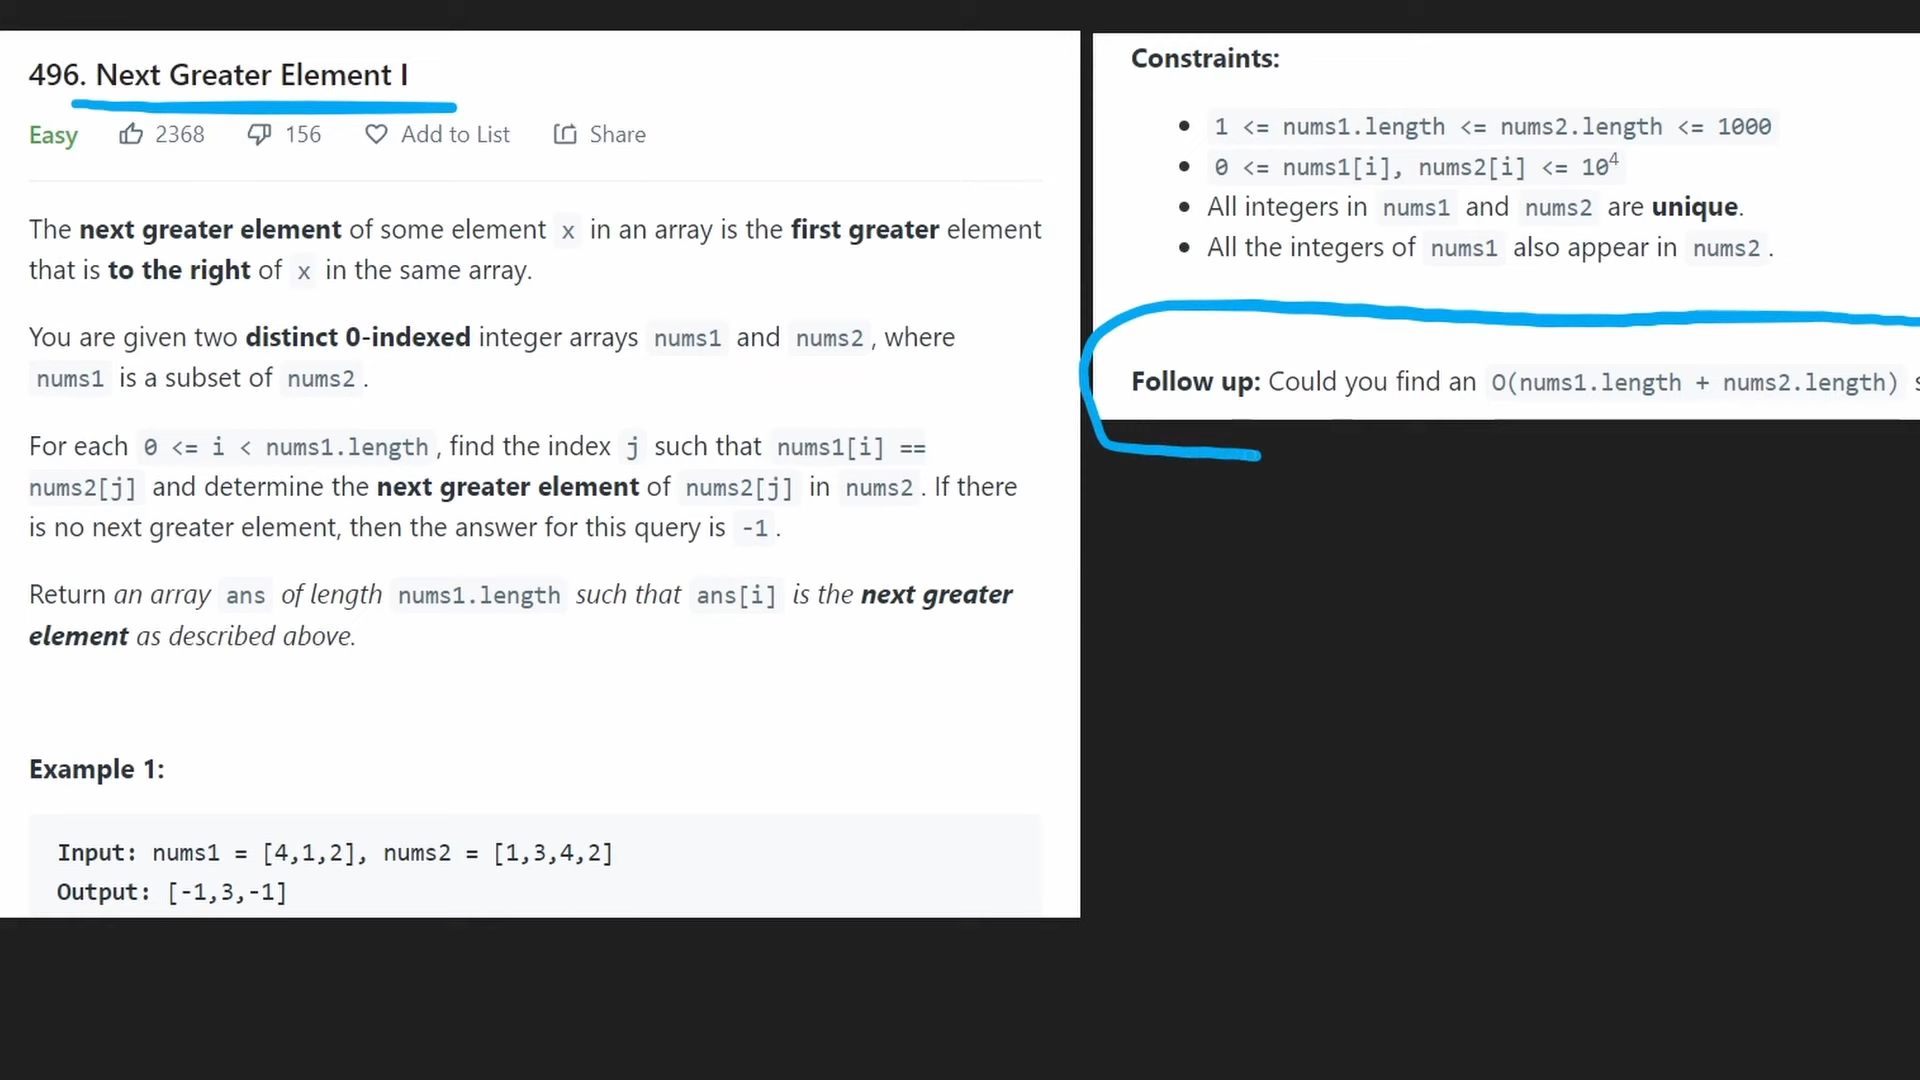 496. Next Greater Element I
Easy 2368 156 Add to List Share
The next greater element of some element x in an array is the first greater element
that is to the right of x in the same array.
You are given two distinct 0-indexed integer arrays nums1 and nums2, where
nums1 is a subset of nums2.
For each 0 <= i < nums1.length, find the index j such that nums1[i] ==
nums2[j] and determine the next greater element of nums2[j] in nums2. If there
is no next greater element, then the answer for this query is -1.
Return an array ans of length nums1.length such that ans[i] is the next greater
element as described above.
Example 1:
Input: nums1 = [4,1,2], nums2 = [1,3,4,2]
Output: [-1,3,-1]
Constraints:
• 1 <= nums1.length <= nums2.length <= 1000
• 0 <= nums1[i], nums2[i] <= 10⁴
• All integers in nums1 and nums2 are unique.
• All the integers of nums1 also appear in nums2.
Follow up: Could you find an O(nums1.length + nums2.length) s